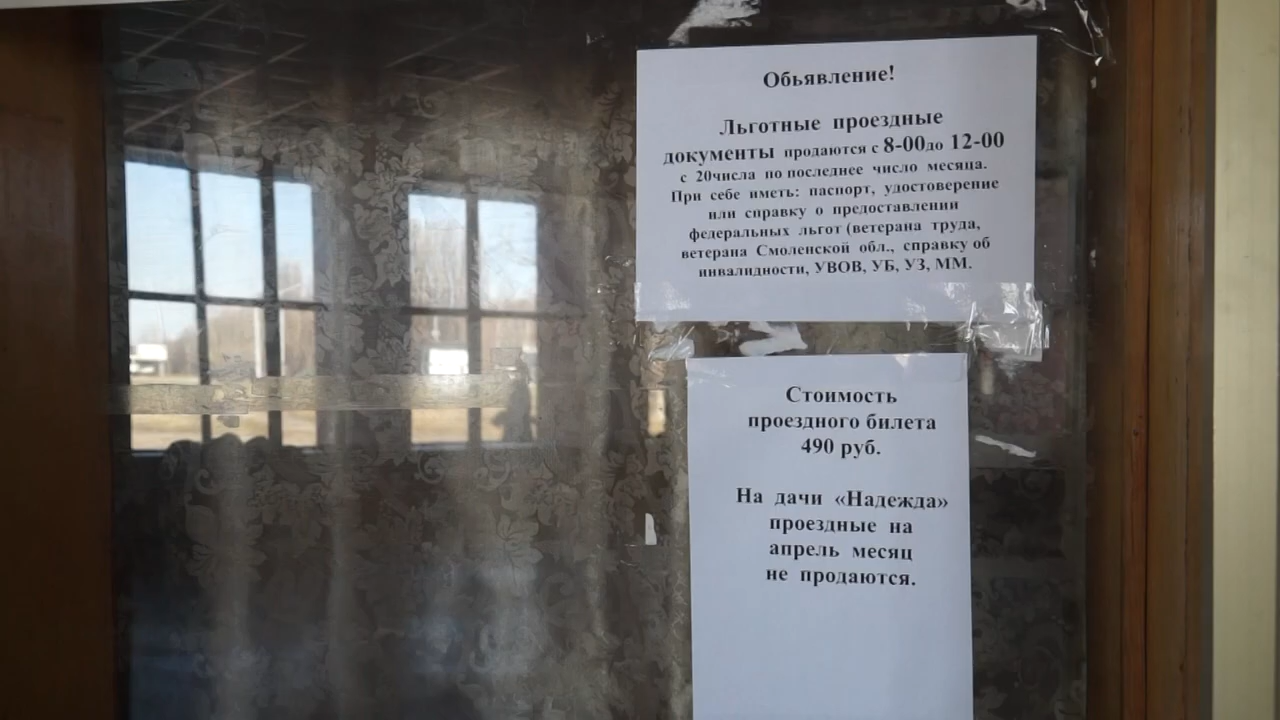 Обьявление!
Льготные проездные
документы продаются с 8-00до 12-00
с 20числа по последнее число месяца.
При себе иметь: паспорт, удостоверение
или справку о предоставлении
федеральных льгот (ветерана труда,
ветерана Смоленской обл., справку об
инвалидности, УВОВ, УБ, УЗ, ММ.
Стоимость
проездного билета
490 руб.
На дачи «Надежда»
проездные на
апрель месяц
не продаются.